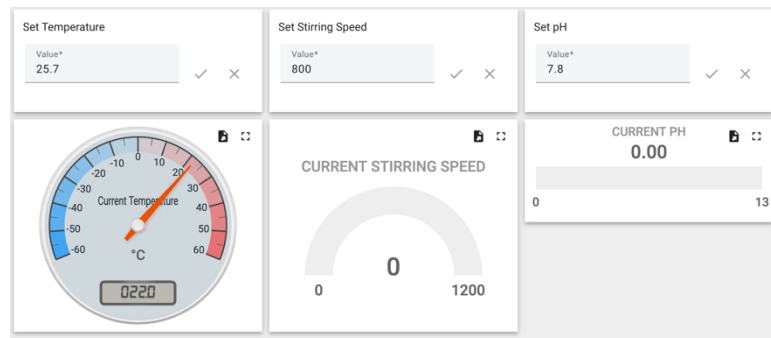 Set Temperature
Value*
25.7
Set Stirring Speed
Value*
800
Set pH
Value*
7.8
-60
-50
-40
-30
-20
-10
0
10
20
30
40
50
60
Current Temperature
°C
022.0
CURRENT STIRRING SPEED
0
0
1200
CURRENT PH
0.00
0
13